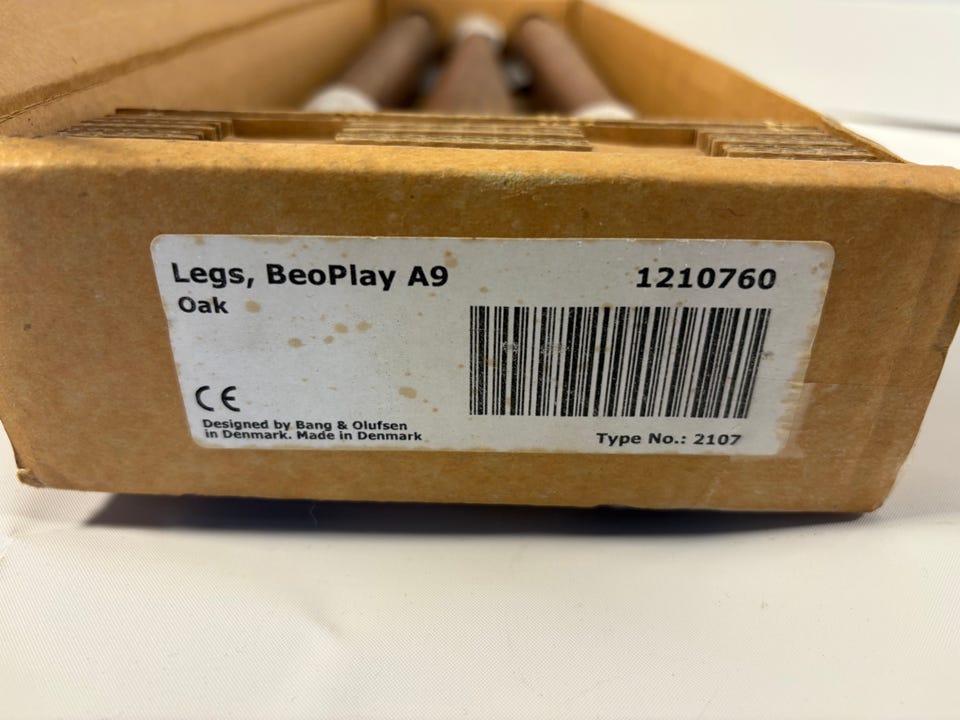 Legs, BeoPlay A9
1210760
Oak
CE
Designed by Bang & Olufsen
in Denmark. Made in Denmark
Type No.: 2107